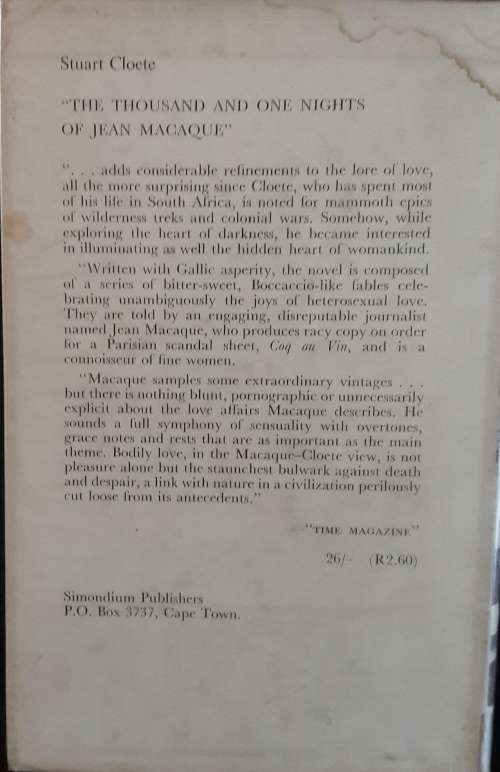 Stuart Cloete
"THE THOUSAND AND ONE NIGHTS
OF JEAN MACAQUE"
". . . adds considerable refinements to the lore of love,
all the more surprising since Cloete, who has spent most
of his life in South Africa, is noted for mammoth epics
of wilderness treks and colonial wars. Somehow, while
exploring the heart of darkness, he became interested
in illuminating as well the hidden heart of womankind.
"Written with Gallic asperity, the novel is composed
of a series of bitter-sweet, Boccaccio-like fables cele-
brating unambiguously the joys of heterosexual love.
They are told by an engaging, disreputable journalist
named Jean Macaque, who produces racy copy on order
for a Parisian scandal sheet, Coq au Vin, and is a
connoisseur of fine women.
"Macaque samples some extraordinary vintages . . .
but there is nothing blunt, pornographic or unnecessarily
explicit about the love affairs Macaque describes. He
sounds a full symphony of sensuality with overtones,
grace notes and rests that are as important as the main
theme. Bodily love, in the Macaque–Cloete view, is not
pleasure alone but the staunchest bulwark against death
and despair, a link with nature in a civilization perilously
cut loose from its antecedents."
"TIME MAGAZINE"
26/- (R2.60)
Simondium Publishers
P.O. Box 3737, Cape Town.